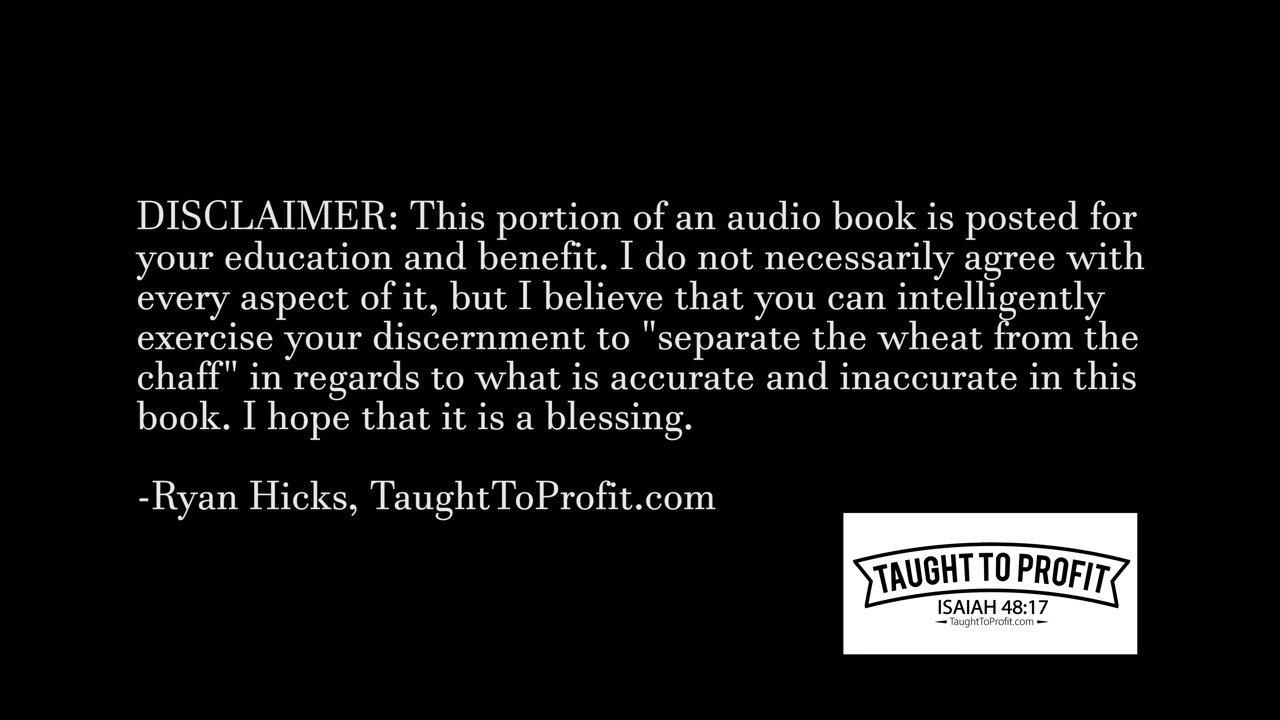 DISCLAIMER: This portion of an audio book is posted for
your education and benefit. I do not necessarily agree with
every aspect of it, but I believe that you can intelligently
exercise your discernment to "separate the wheat from the
chaff" in regards to what is accurate and inaccurate in this
book. I hope that it is a blessing.
-Ryan Hicks, TaughtToProfit.com
TAUGHT TO PROFIT
ISAIAH 48:17
TaughtToProfit.com